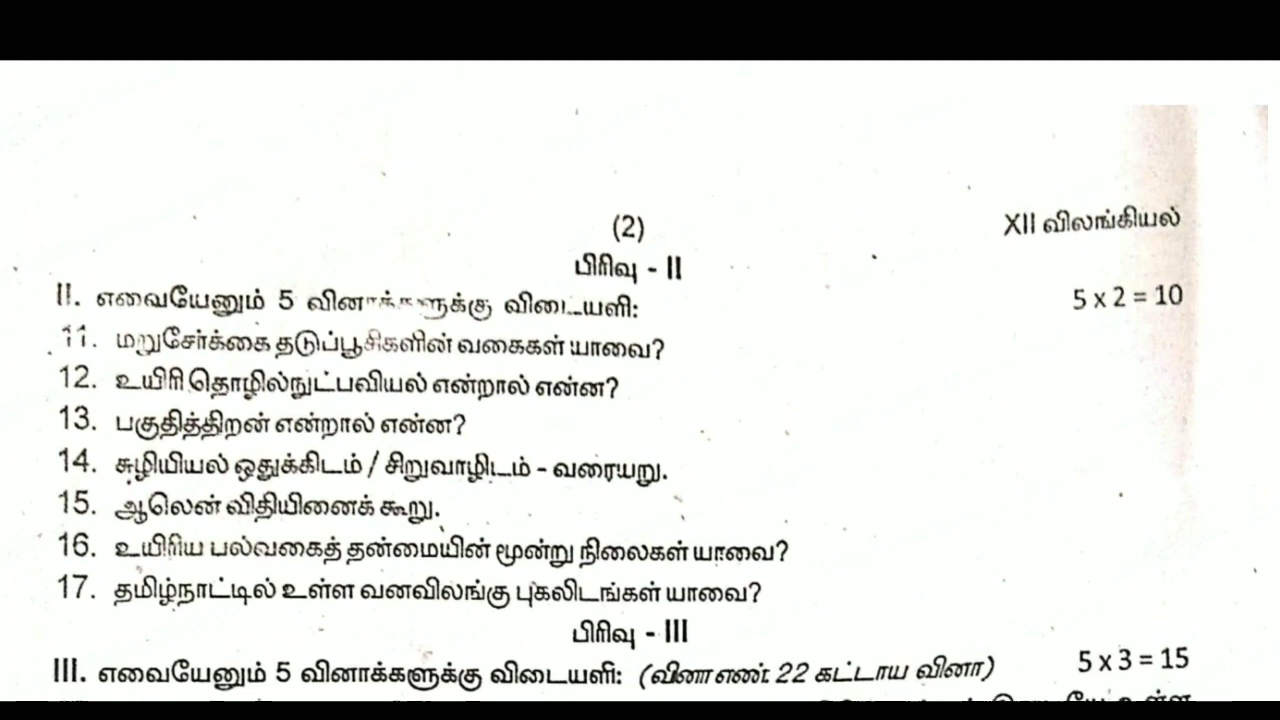 (2)
XII விலங்கியல்
பிரிவு - II
II. எவையேனும் 5 வினாக்களுக்கு விடையளி: 5 x 2 = 10
11. மறுசேர்க்கை தடுப்பூசிகளின் வகைகள் யாவை?
12. உயிரி தொழில்நுட்பவியல் என்றால் என்ன?
13. பகுதித்திறன் என்றால் என்ன?
14. சுழியியல் ஒதுக்கிடம் / சிறுவாழிடம் - வரையறு.
15. ஆலென் விதியினைக் கூறு.
16. உயிரிய பல்வகைத் தன்மையின் மூன்று நிலைகள் யாவை?
17. தமிழ்நாட்டில் உள்ள வனவிலங்கு புகலிடங்கள் யாவை?
பிரிவு - III
III. எவையேனும் 5 வினாக்களுக்கு விடையளி: (வினா எண்: 22 கட்டாய வினா) 5 x 3 = 15